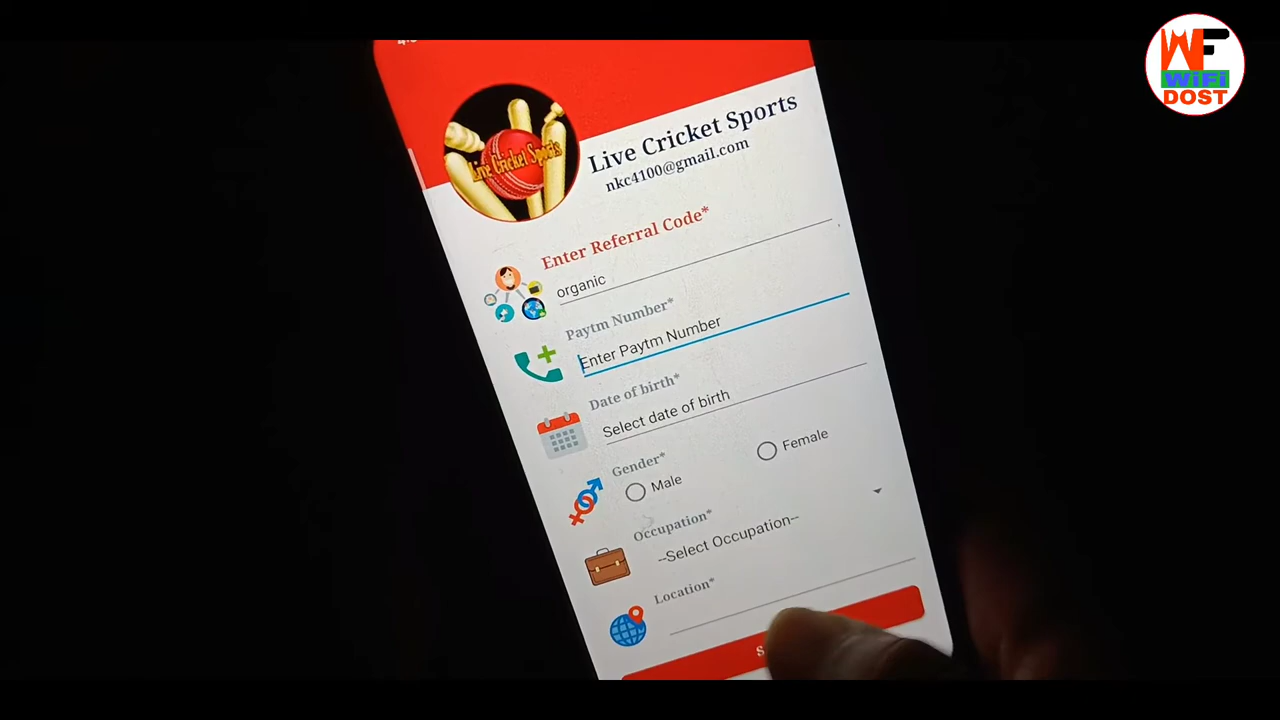 WF
WiFi
DOST
Live Cricket Sports
Live Cricket Sports
nkc4100@gmail.com
Enter Referral Code*
organic
Paytm Number*
Enter Paytm Number
Date of birth*
Select date of birth
Gender*
Male
Female
Occupation*
--Select Occupation--
Location*